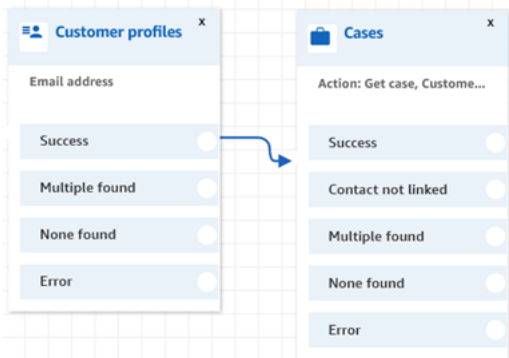 Customer profiles
x
Email address
Success
Multiple found
None found
Error
Cases
x
Action: Get case, Custome...
Success
Contact not linked
Multiple found
None found
Error